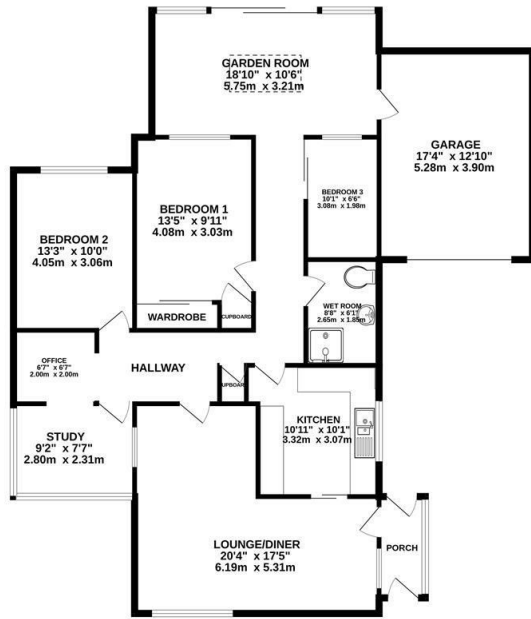 GARDEN ROOM
18'10" x 10'6"
5.75m x 3.21m
GARAGE
17'4" x 12'10"
5.28m x 3.90m
BEDROOM 3
10'1" x 6'6"
3.08m x 1.98m
BEDROOM 1
13'5" x 9'11"
4.08m x 3.03m
BEDROOM 2
13'3" x 10'0"
4.05m x 3.06m
WET ROOM
8'8" x 6'1"
2.65m x 1.85m
WARDROBE
CUPBOARD
OFFICE
6'7" x 6'7"
2.00m x 2.00m
HALLWAY
UPBOAR
KITCHEN
10'11" x 10'1"
3.32m x 3.07m
STUDY
9'2" x 7'7"
2.80m x 2.31m
LOUNGE/DINER
20'4" x 17'5"
6.19m x 5.31m
PORCH